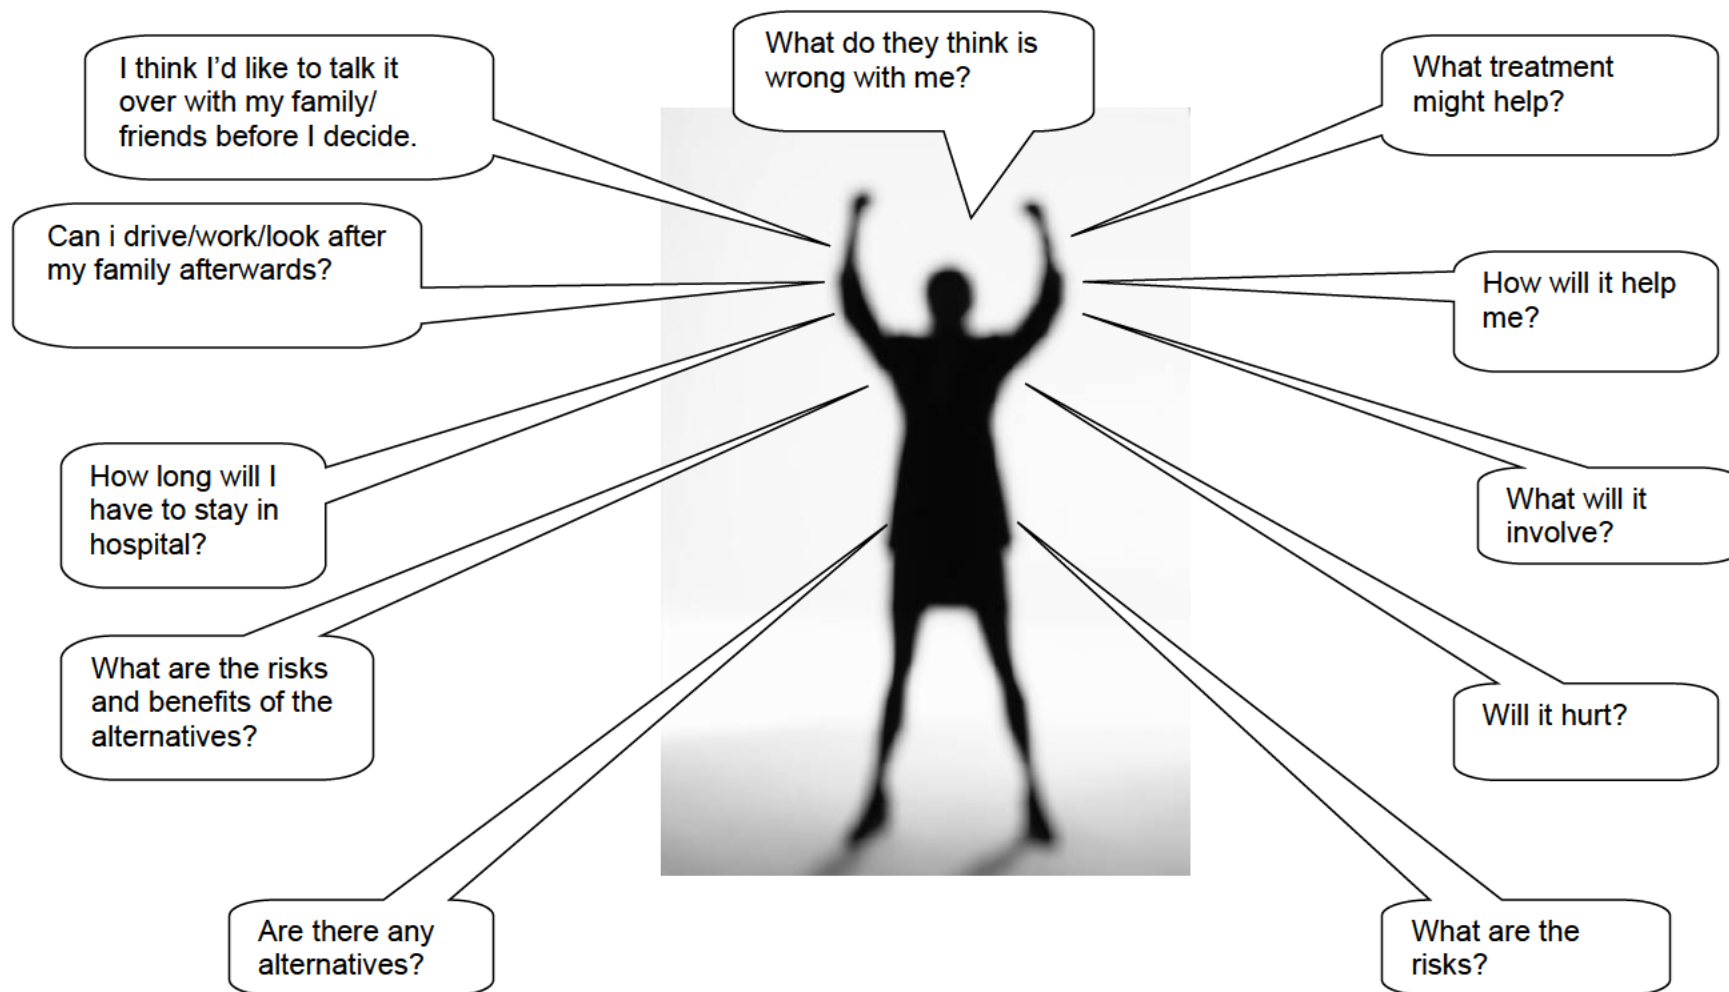 What do they think is
wrong with me?
What treatment
might help?
How will it help
me?
What will it
involve?
Will it hurt?
What are the
risks?
Are there any
alternatives?
What are the risks
and benefits of the
alternatives?
How long will I
have to stay in
hospital?
Can i drive/work/look after
my family afterwards?
I think I’d like to talk it
over with my family/
friends before I decide.